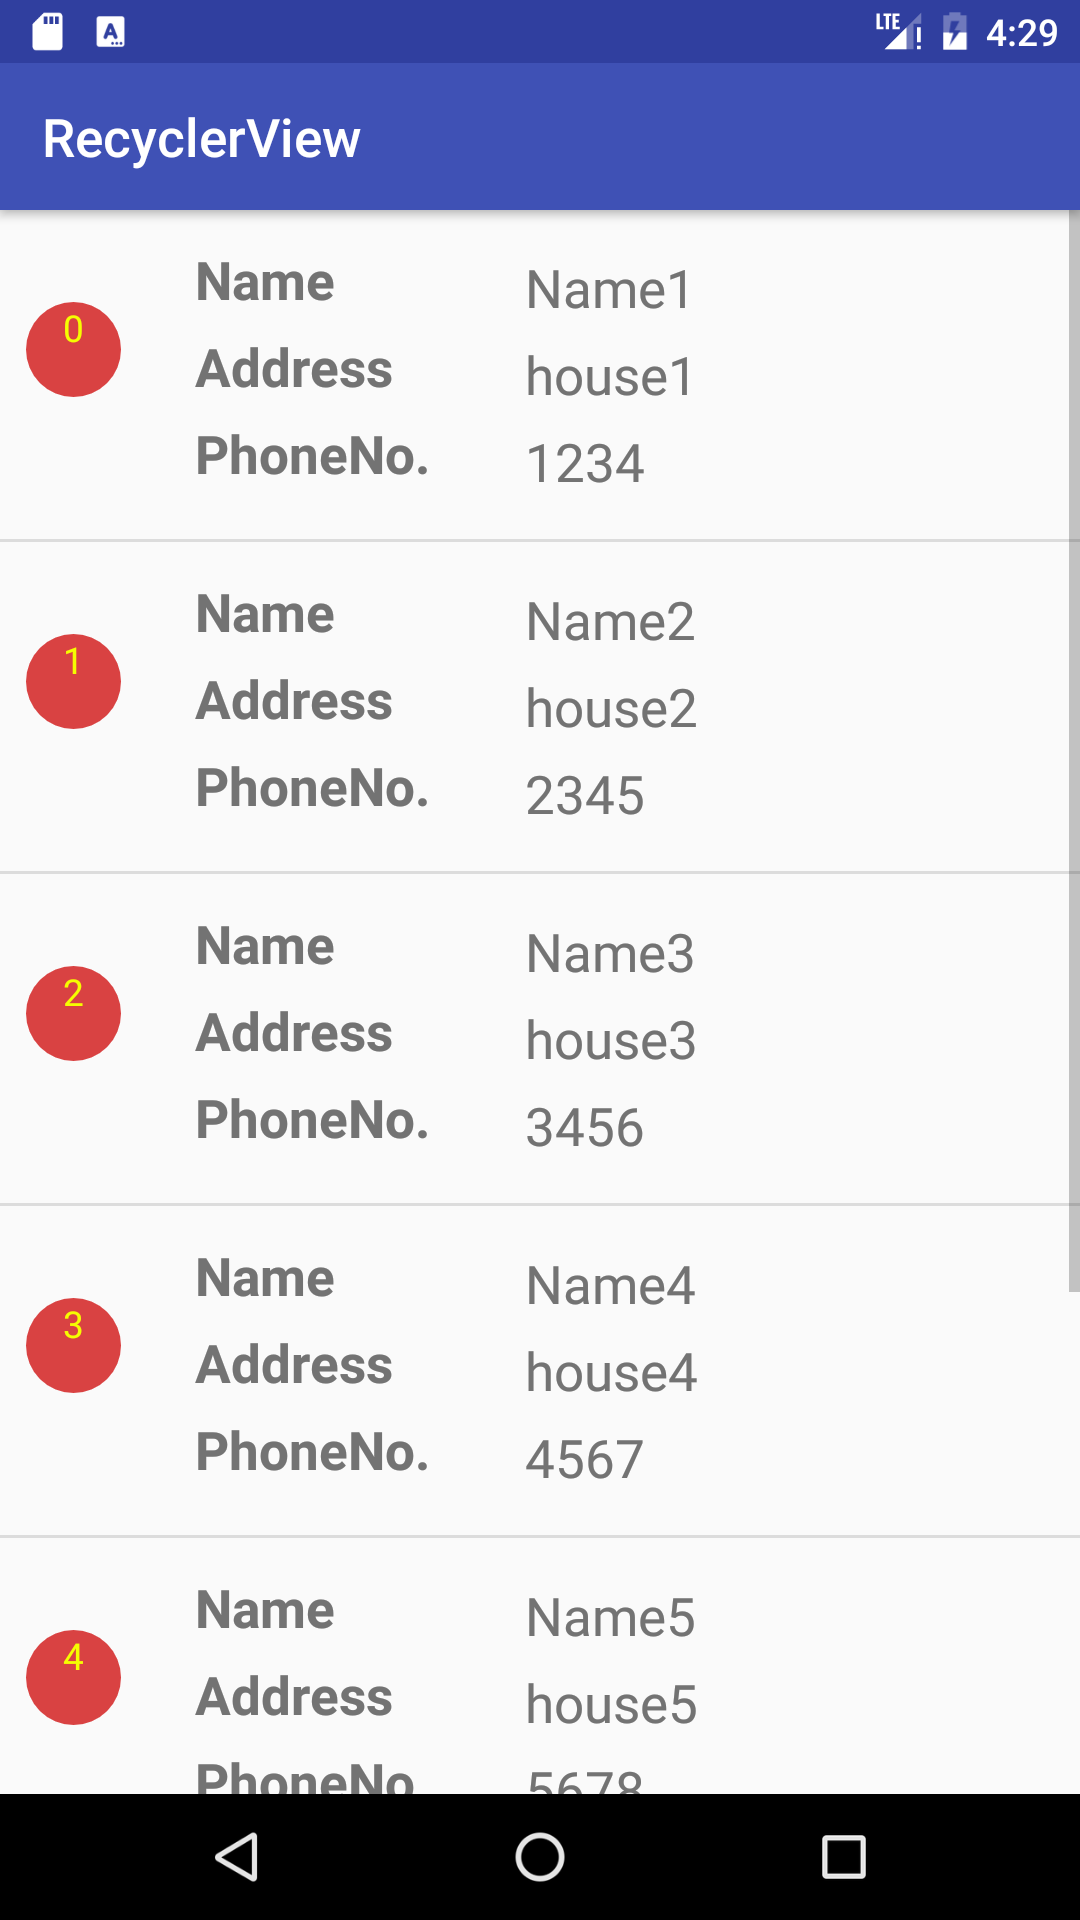 LTE 4:29
RecyclerView
Name Name1
0
Address house1
PhoneNo. 1234
Name Name2
1
Address house2
PhoneNo. 2345
Name Name3
2
Address house3
PhoneNo. 3456
Name Name4
3
Address house4
PhoneNo. 4567
Name Name5
4
Address house5
PhoneNo. 5678